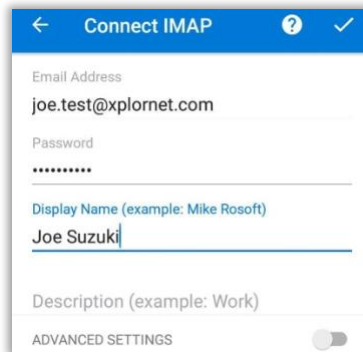 ← Connect IMAP ? ✓
Email Address
joe.test@xplornet.com
Password
••••••••••
Display Name (example: Mike Rosoft)
Joe Suzuki
Description (example: Work)
ADVANCED SETTINGS